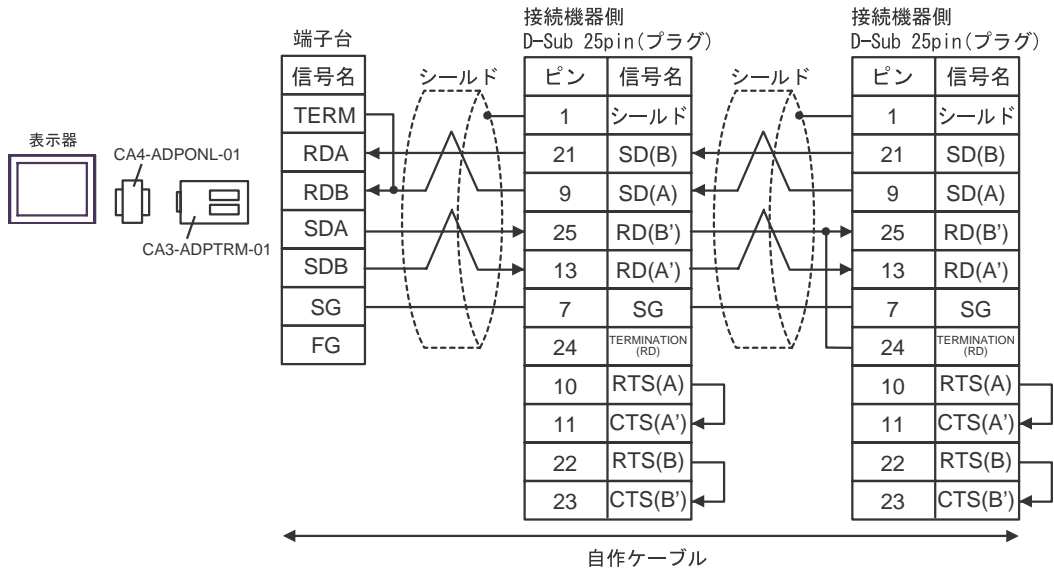 接続機器側
D-Sub 25pin(プラグ)
接続機器側
D-Sub 25pin(プラグ)
端子台
表示器
CA4-ADPONL-01
CA3-ADPTRM-01
信号名
TERM
RDA
RDB
SDA
SDB
SG
FG
シールド
ピン 信号名
1 シールド
21 SD(B)
9 SD(A)
25 RD(B’)
13 RD(A’)
7 SG
24 TERMINATION (RD)
10 RTS(A)
11 CTS(A’)
22 RTS(B)
23 CTS(B’)
シールド
ピン 信号名
1 シールド
21 SD(B)
9 SD(A)
25 RD(B’)
13 RD(A’)
7 SG
24 TERMINATION (RD)
10 RTS(A)
11 CTS(A’)
22 RTS(B)
23 CTS(B’)
自作ケーブル